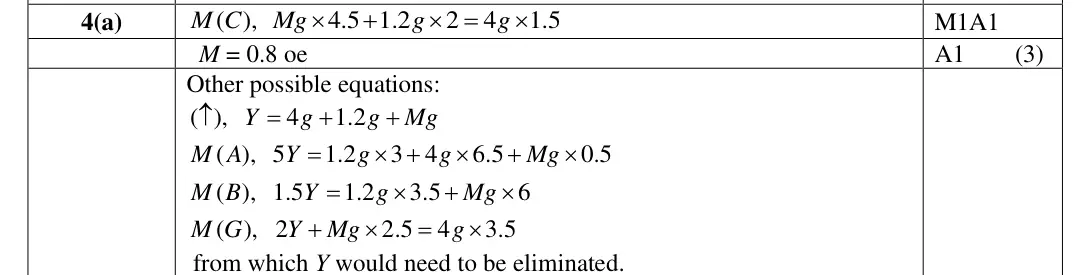 4(a) M(C), Mg×4.5+1.2g×2=4g×1.5 M1A1
M = 0.8 oe A1 (3)
Other possible equations:
(↑), Y=4g+1.2g+Mg
M(A), 5Y=1.2g×3+4g×6.5+Mg×0.5
M(B), 1.5Y=1.2g×3.5+Mg×6
M(G), 2Y+Mg×2.5=4g×3.5
from which Y would need to be eliminated.